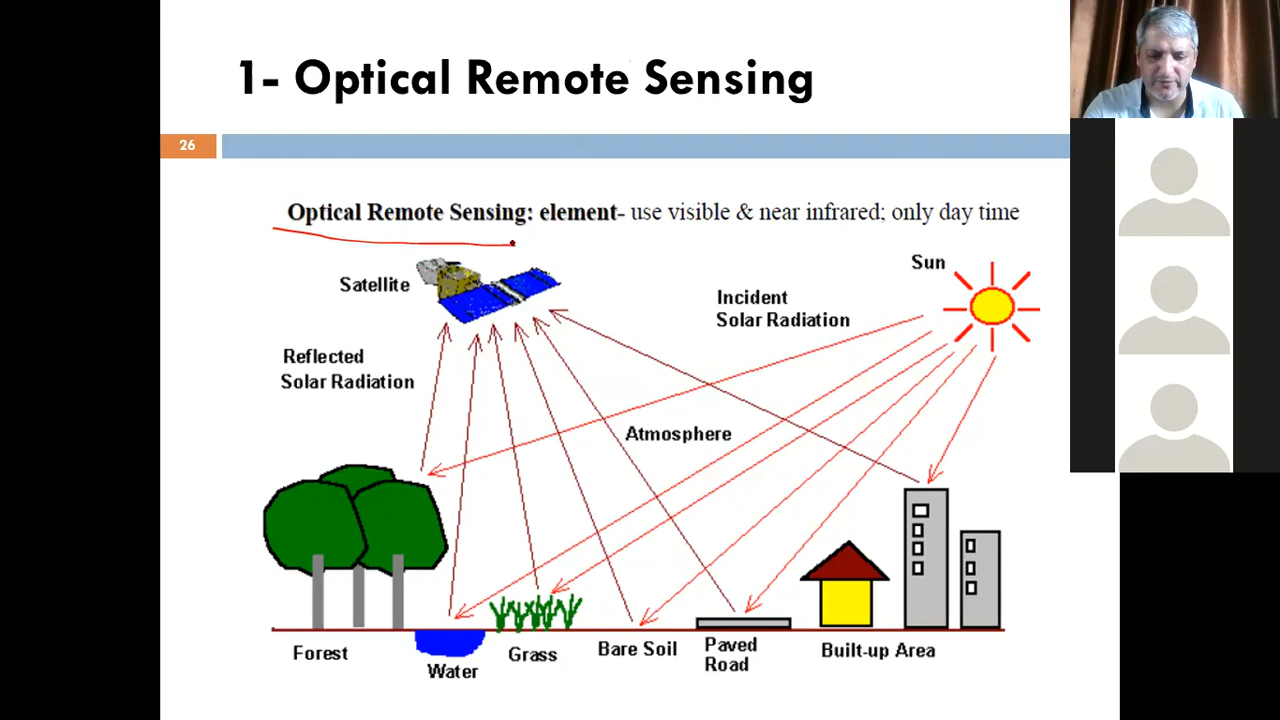 1- Optical Remote Sensing
26
Optical Remote Sensing: element- use visible & near infrared; only day time
Sun
Satellite
Incident
Solar Radiation
Reflected
Solar Radiation
Atmosphere
Forest
Water
Grass
Bare Soil
Paved
Road
Built-up Area